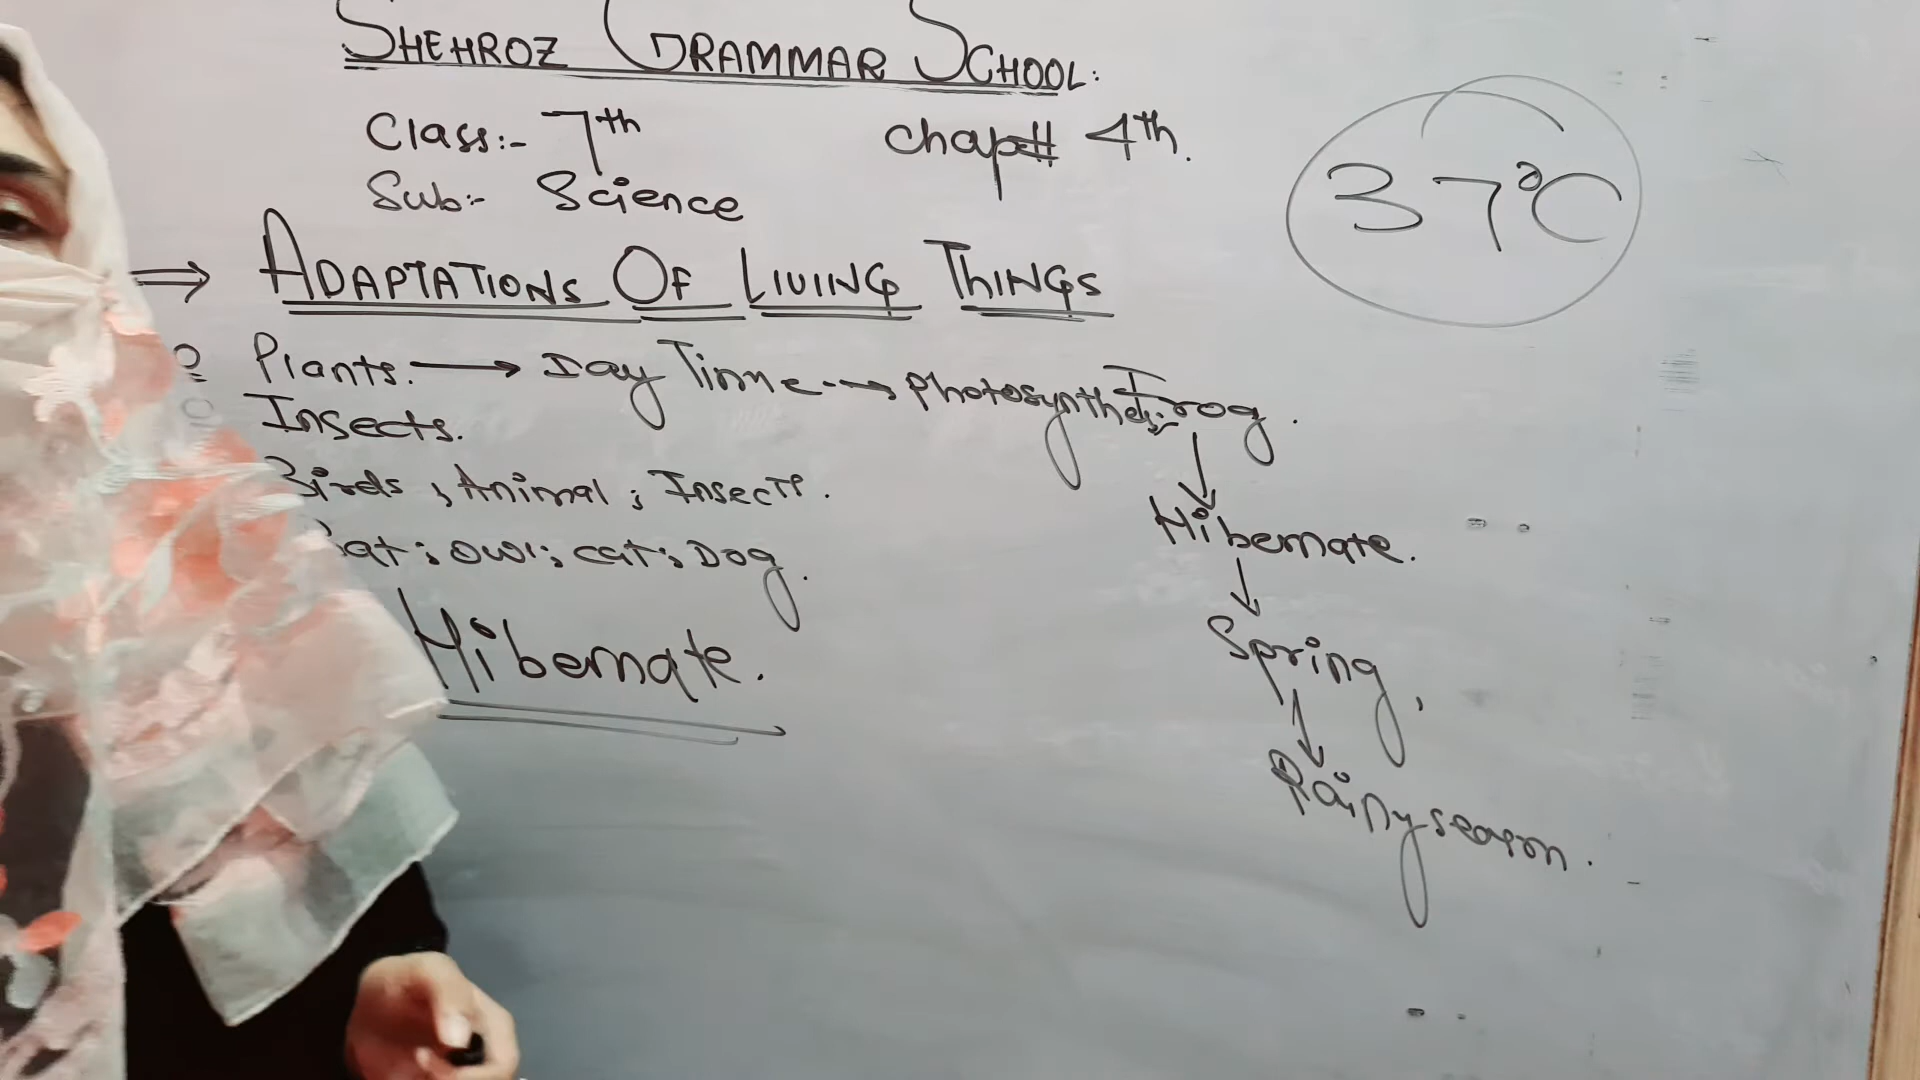 SHEHROZ GRAMMAR SCHOOL:
Class:- 7th chap# 4th.
Sub:- Science
37°C
⇒ ADAPTATIONS OF LIVING THINGS
Plants. → Day Time → Photosynthesis
Insects.
Birds, Animal; Insects.
Bat; owl; cat; Dog.
Hibernate.
Frog.
↓
Hibernate.
↓
Spring,
↓
Rainy season.